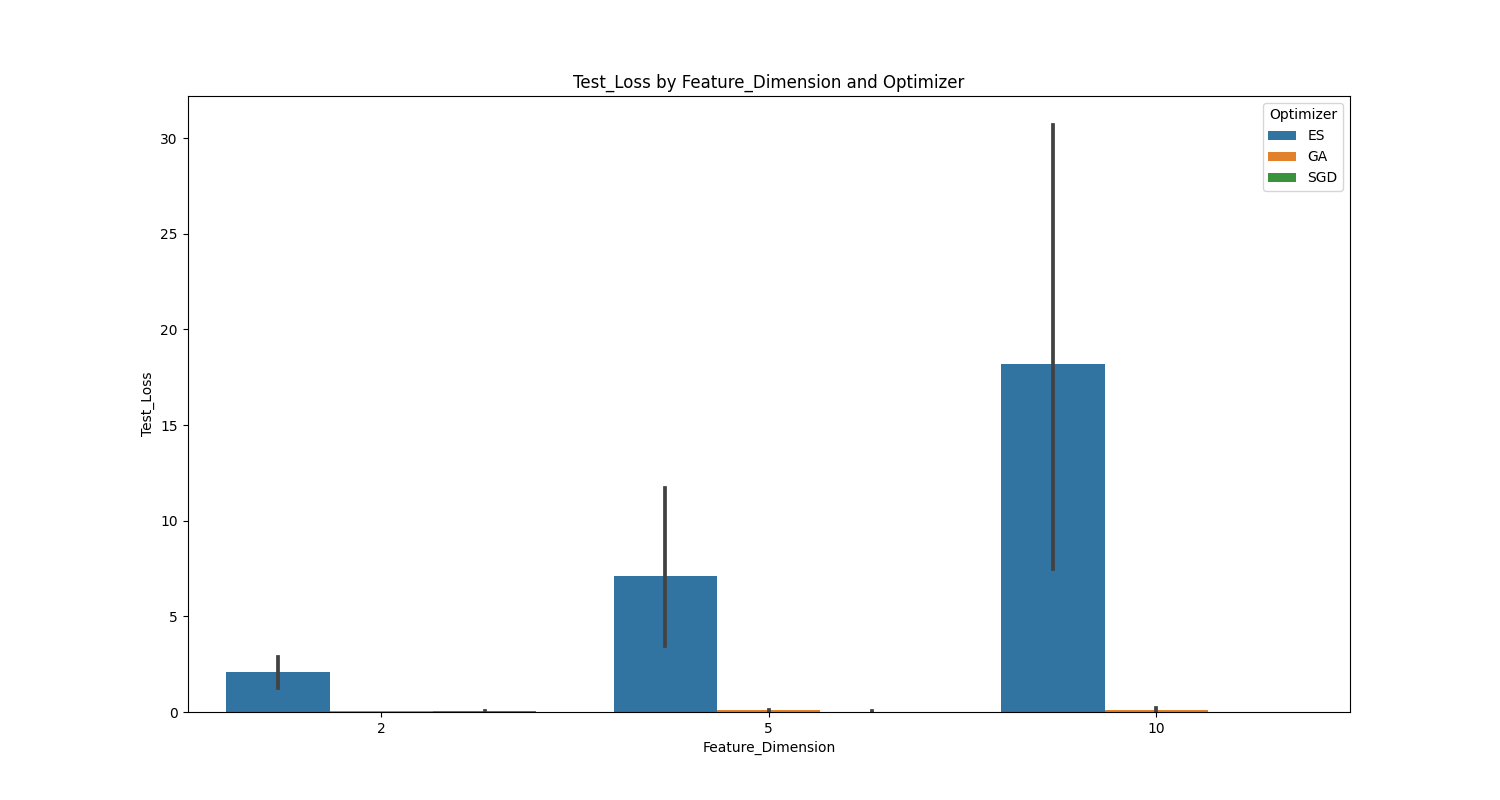 Test_Loss by Feature_Dimension and Optimizer
Optimizer
ES
GA
SGD
30
25
20
15
10
5
0
Test_Loss
2
5
10
Feature_Dimension